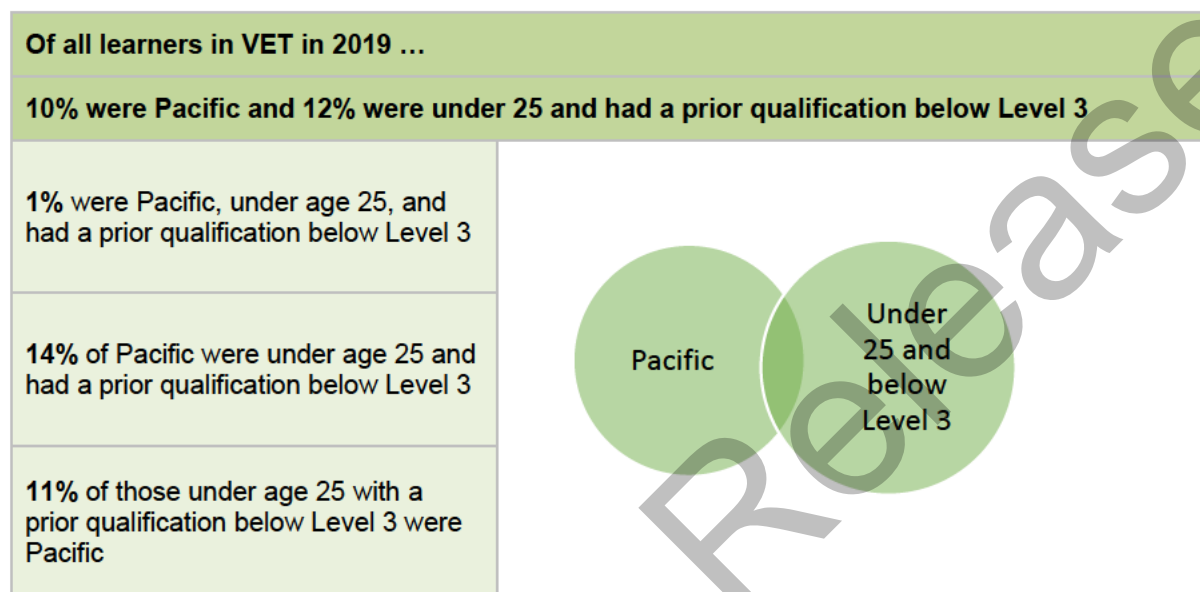 Of all learners in VET in 2019 …
10% were Pacific and 12% were under 25 and had a prior qualification below Level 3
1% were Pacific, under age 25, and
had a prior qualification below Level 3
14% of Pacific were under age 25 and
had a prior qualification below Level 3
11% of those under age 25 with a
prior qualification below Level 3 were
Pacific
Pacific
Under
25 and
below
Level 3
Release